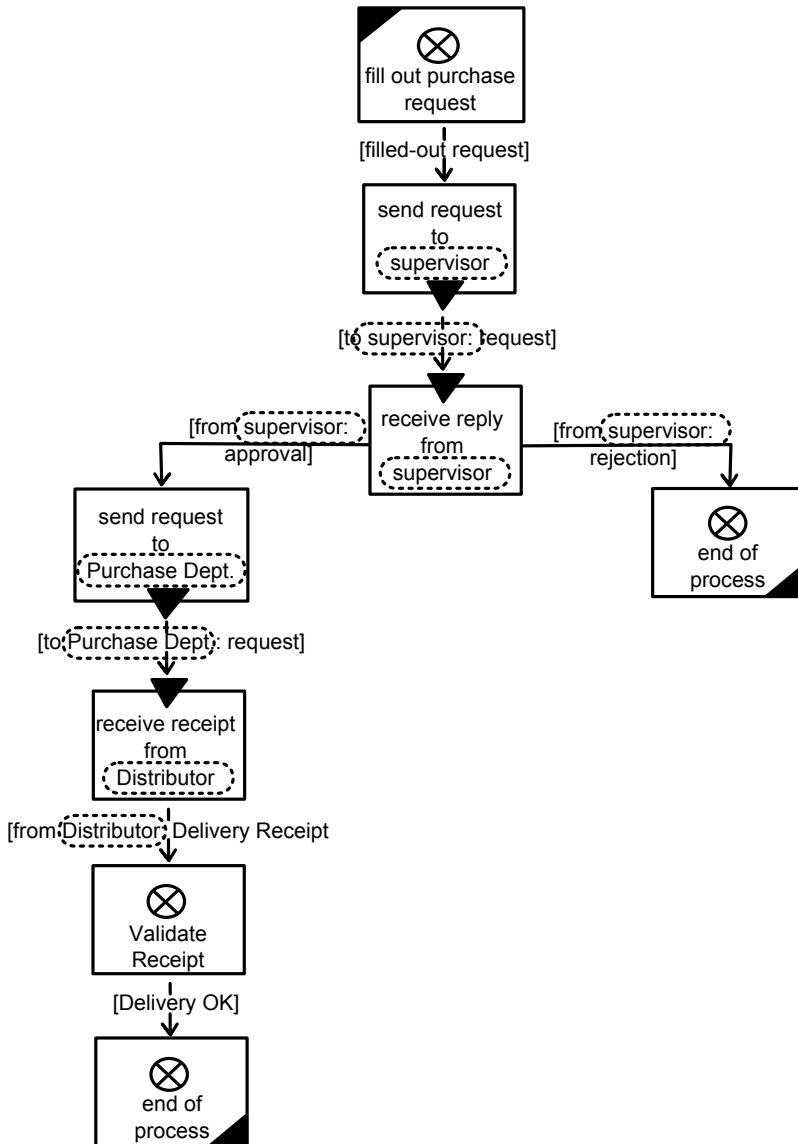 fill out purchase
request
[filled-out request]
send request
to
supervisor
[to supervisor: request]
receive reply
from
supervisor
[from supervisor:
approval]
[from supervisor:
rejection]
send request
to
Purchase Dept.
end of
process
[to Purchase Dept.: request]
receive receipt
from
Distributor
[from Distributor: Delivery Receipt
Validate
Receipt
[Delivery OK]
end of
process